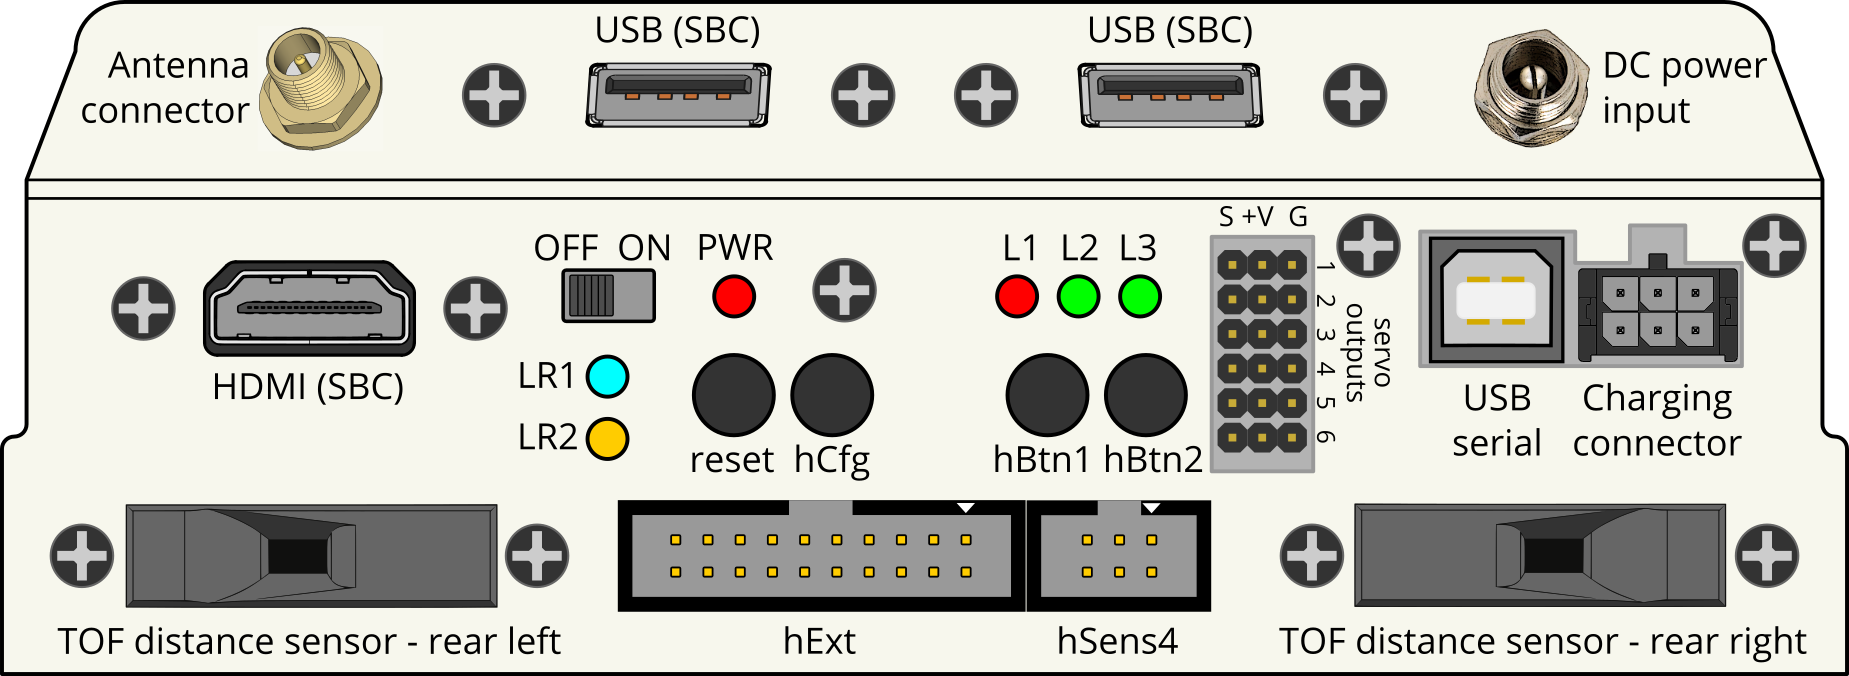 USB (SBC)
USB (SBC)
Antenna
connector
DC power
input
S +V G
OFF ON PWR
L1 L2 L3
1
2
3
4
5
6
servo
outputs
HDMI (SBC)
LR1
LR2
reset hCfg
hBtn1 hBtn2
USB
serial
Charging
connector
TOF distance sensor - rear left
hExt
hSens4
TOF distance sensor - rear right